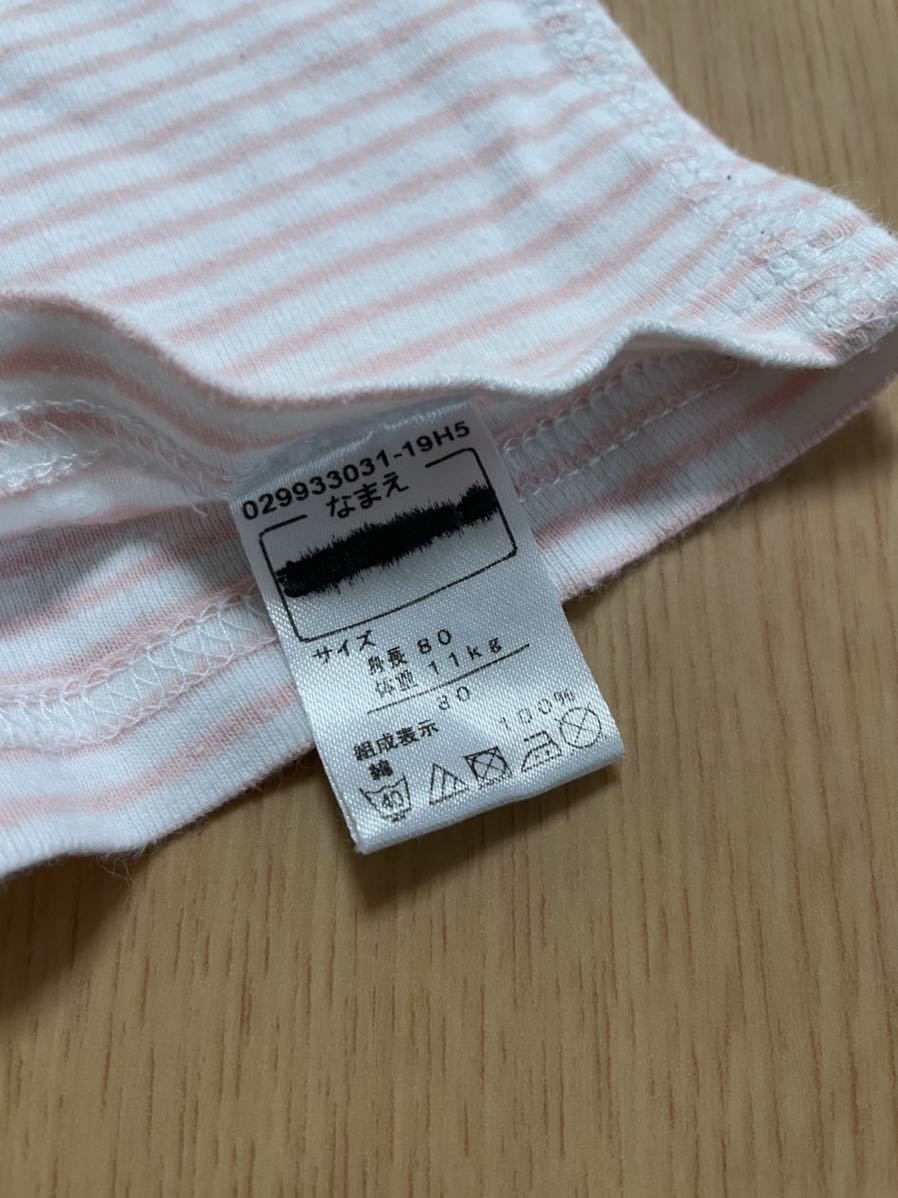 029933031-19H5
なまえ
サイズ
身長 80
体重 11kg
80
組成表示
綿 100%
40